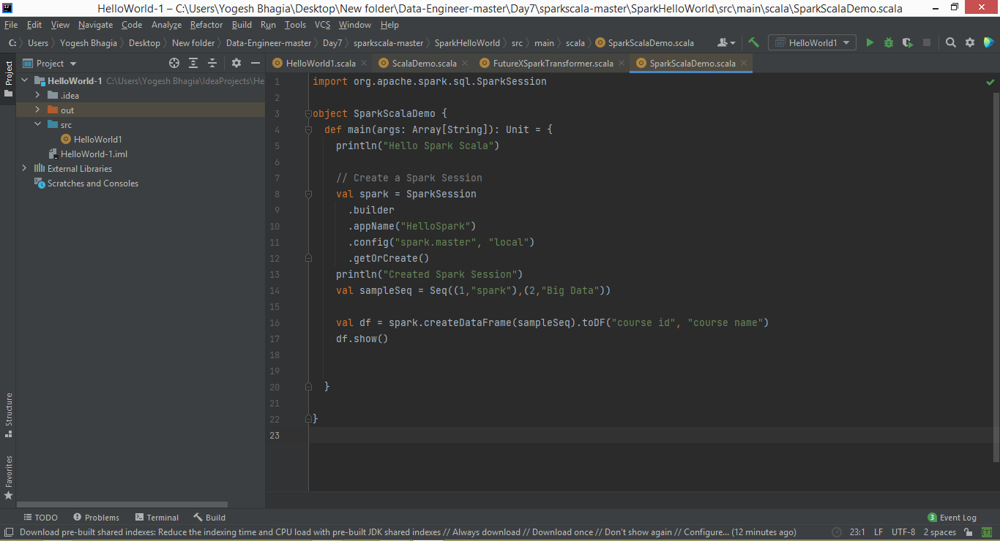 HelloWorld-1 – C:\Users\Yogesh Bhagia\Desktop\New folder\Data-Engineer-master\Day7\sparkscala-master\SparkHelloWorld\src\main\scala\SparkScalaDemo.scala
File Edit View Navigate Code Analyze Refactor Build Run Tools VCS Window Help
C: Users Yogesh Bhagia Desktop New folder Data-Engineer-master Day7 sparkscala-master SparkHelloWorld src main scala SparkScalaDemo.scala HelloWorld1
Project
Project
HelloWorld1.scala ScalaDemo.scala FutureXSparkTransformer.scala SparkScalaDemo.scala
HelloWorld-1 C:\Users\Yogesh Bhagia\IdeaProjects\He
.idea
out
src
HelloWorld1
HelloWorld-1.iml
External Libraries
Scratches and Consoles
1 import org.apache.spark.sql.SparkSession
2
3 object SparkScalaDemo {
4 def main(args: Array[String]): Unit = {
5 println("Hello Spark Scala")
6
7 // Create a Spark Session
8 val spark = SparkSession
9 .builder
10 .appName("HelloSpark")
11 .config("spark.master", "local")
12 .getOrCreate()
13 println("Created Spark Session")
14 val sampleSeq = Seq((1,"spark"),(2,"Big Data"))
15
16 val df = spark.createDataFrame(sampleSeq).toDF("course id", "course name")
17 df.show()
18
19
20 }
21
22 }
23
Structure
Favorites
TODO Problems Terminal Build 3 Event Log
Download pre-built shared indexes: Reduce the indexing time and CPU load with pre-built JDK shared indexes // Always download // Download once // Don't show again // Configure... (12 minutes ago) 23:1 LF UTF-8 2 spaces [T]